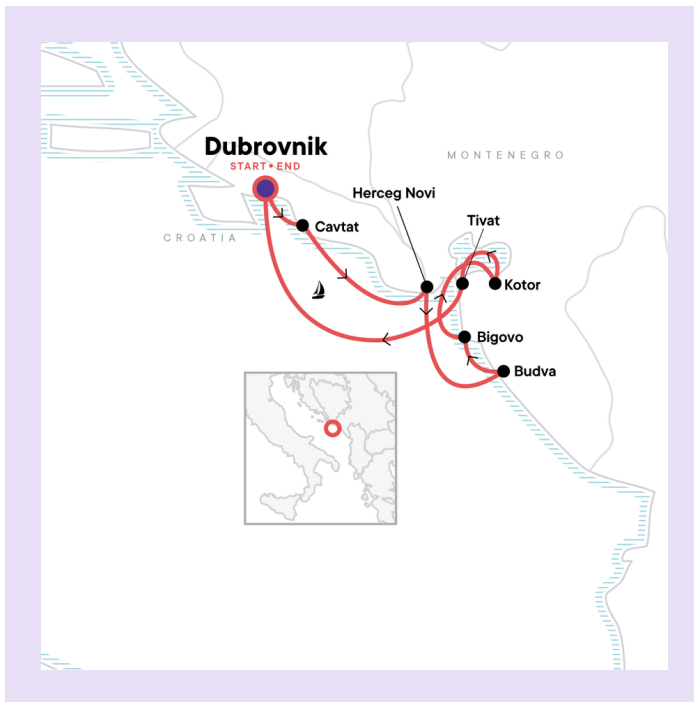 Dubrovnik
START • END
MONTENEGRO
Herceg Novi
Tivat
Cavtat
CROATIA
Kotor
Bigovo
Budva